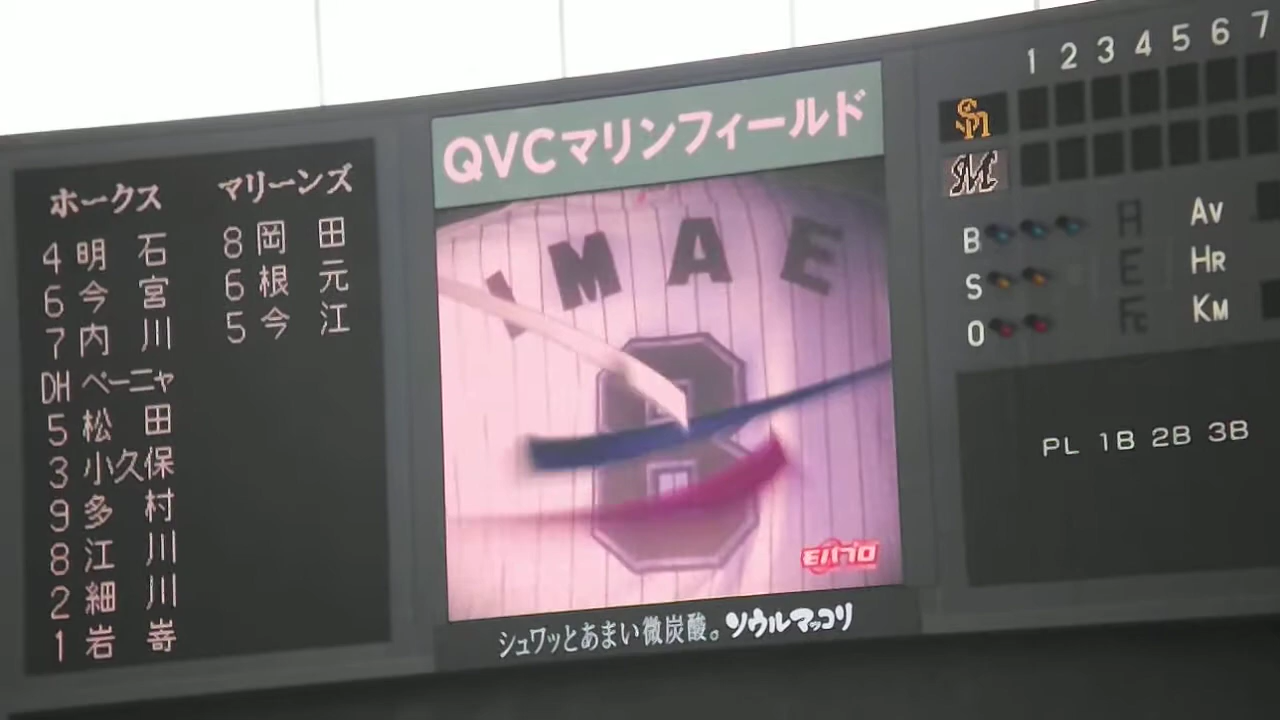 ホークス マリーンズ
4 明石 8 岡田
6 今宮 6 根元
7 内川 5 今江
DH ペーニャ
5 松田
3 小久保
9 多村
8 江川
2 細川
1 岩嵜
QVCマリンフィールド
IMAE
8
モバプロ
シュワッとあまい微炭酸。ソウルマッコリ
1 2 3 4 5 6 7
SH
M
B H AV
S E HR
O Fc KM
PL 1B 2B 3B